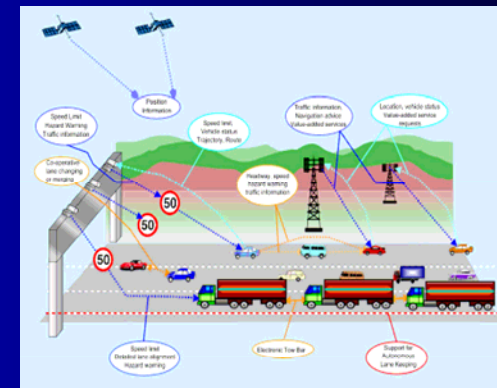 Position
Information
Speed Limit
Hazard Warning
Traffic information
Speed limit,
Vehicle status
Trajectory, Route
Traffic information,
Navigation advice
Value-added services
Location, vehicle status
Value-added service
requests
Co-operative
lane changing
or merging
Headway, speed
hazard warning
traffic information
50
50
50
Speed limit
Detailed lane alignment
Hazard warning
Electronic Tow Bar
Support for
Autonomous
Lane Keeping